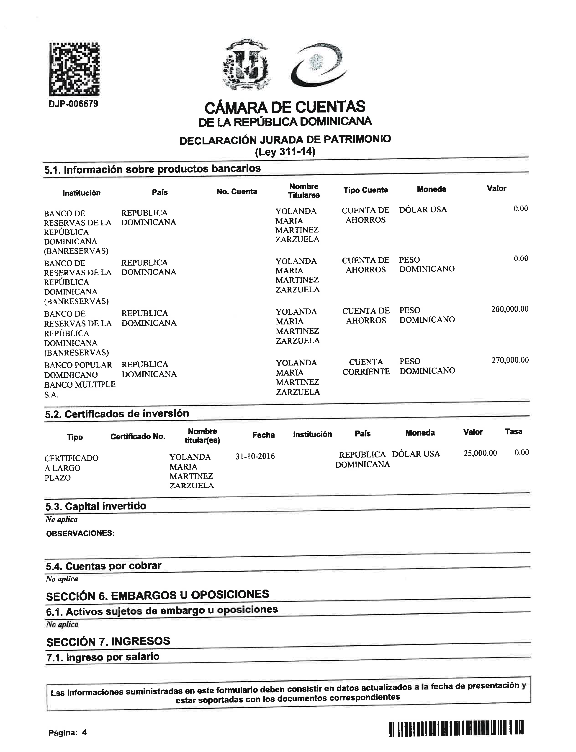 DJP-006679
CÁMARA DE CUENTAS
DE LA REPÚBLICA DOMINICANA
DECLARACIÓN JURADA DE PATRIMONIO
(Ley 311-14)
5.1. Información sobre productos bancarios
Institución País No. Cuenta Nombre Titulares Tipo Cuenta Moneda Valor
BANCO DE REPÚBLICA YOLANDA CUENTA DE DÓLAR USA 0.00
RESERVAS DE LA DOMINICANA MARIA AHORROS
REPÚBLICA MARTINEZ
DOMINICANA ZARZUELA
(BANRESERVAS)
BANCO DE REPUBLICA YOLANDA CUENTA DE PESO 0.00
RESERVAS DE LA DOMINICANA MARIA AHORROS DOMINICANO
REPÚBLICA MARTINEZ
DOMINICANA ZARZUELA
(BANRESERVAS)
BANCO DE REPUBLICA YOLANDA CUENTA DE PESO 260,000.00
RESERVAS DE LA DOMINICANA MARIA AHORROS DOMINICANO
REPÚBLICA MARTINEZ
DOMINICANA ZARZUELA
(BANRESERVAS)
BANCO POPULAR REPUBLICA YOLANDA CUENTA PESO 270,000.00
DOMINICANO DOMINICANA MARIA CORRIENTE DOMINICANO
BANCO MULTIPLE MARTINEZ
S.A. ZARZUELA
5.2. Certificados de inversión
Tipo Certificado No. Nombre titular(es) Fecha Institución País Moneda Valor Tasa
CERTIFICADO YOLANDA 31-10-2016 REPUBLICA DÓLAR USA 25,000.00 0.00
A LARGO MARIA DOMINICANA
PLAZO MARTINEZ
ZARZUELA
5.3. Capital invertido
No aplica
OBSERVACIONES:
5.4. Cuentas por cobrar
No aplica
SECCIÓN 6. EMBARGOS U OPOSICIONES
6.1. Activos sujetos de embargo u oposiciones
No aplica
SECCIÓN 7. INGRESOS
7.1. Ingreso por salario
Las informaciones suministradas en este formulario deben consistir en datos actualizados a la fecha de presentación y
estar soportadas con los documentos correspondientes
Página: 4